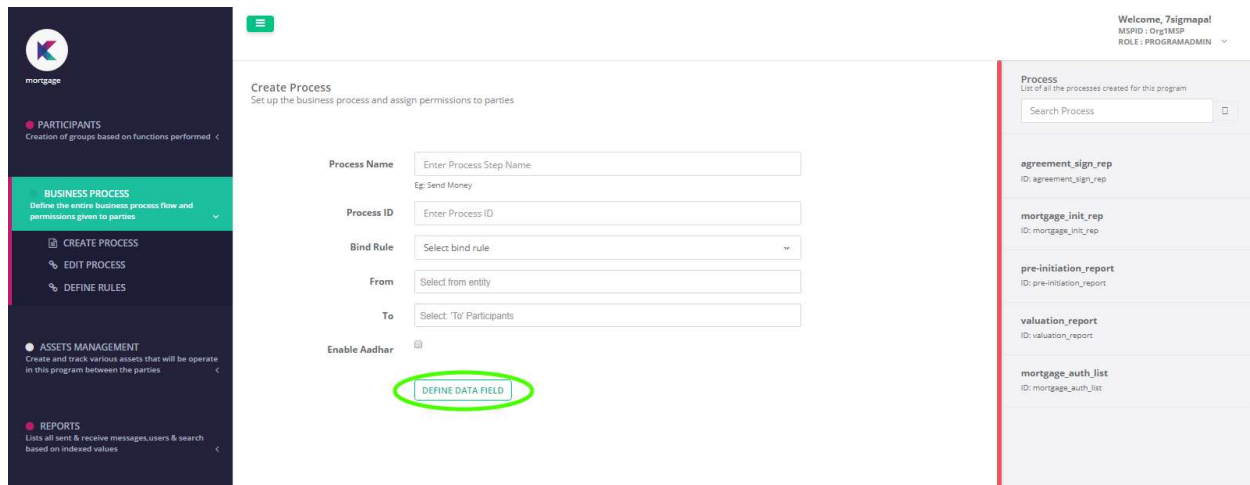 mortgage
PARTICIPANTS
Creation of groups based on functions performed
BUSINESS PROCESS
Define the entire business process flow and
permissions given to parties
CREATE PROCESS
EDIT PROCESS
DEFINE RULES
ASSETS MANAGEMENT
Create and track various assets that will be operate
in this program between the parties
REPORTS
Lists all sent & receive messages,users & search
based on indexed values
Welcome, 7sigmapa!
MSPID : Org1MSP
ROLE : PROGRAMADMIN
Create Process
Set up the business process and assign permissions to parties
Process Name
Enter Process Step Name
Eg: Send Money
Process ID
Enter Process ID
Bind Rule
Select bind rule
From
Select from entity
To
Select: 'To' Participants
Enable Aadhar
DEFINE DATA FIELD
Process
List of all the processes created for this program
Search Process
agreement_sign_rep
ID: agreement_sign_rep
mortgage_init_rep
ID: mortgage_init_rep
pre-initiation_report
ID: pre-initiation_report
valuation_report
ID: valuation_report
mortgage_auth_list
ID: mortgage_auth_list